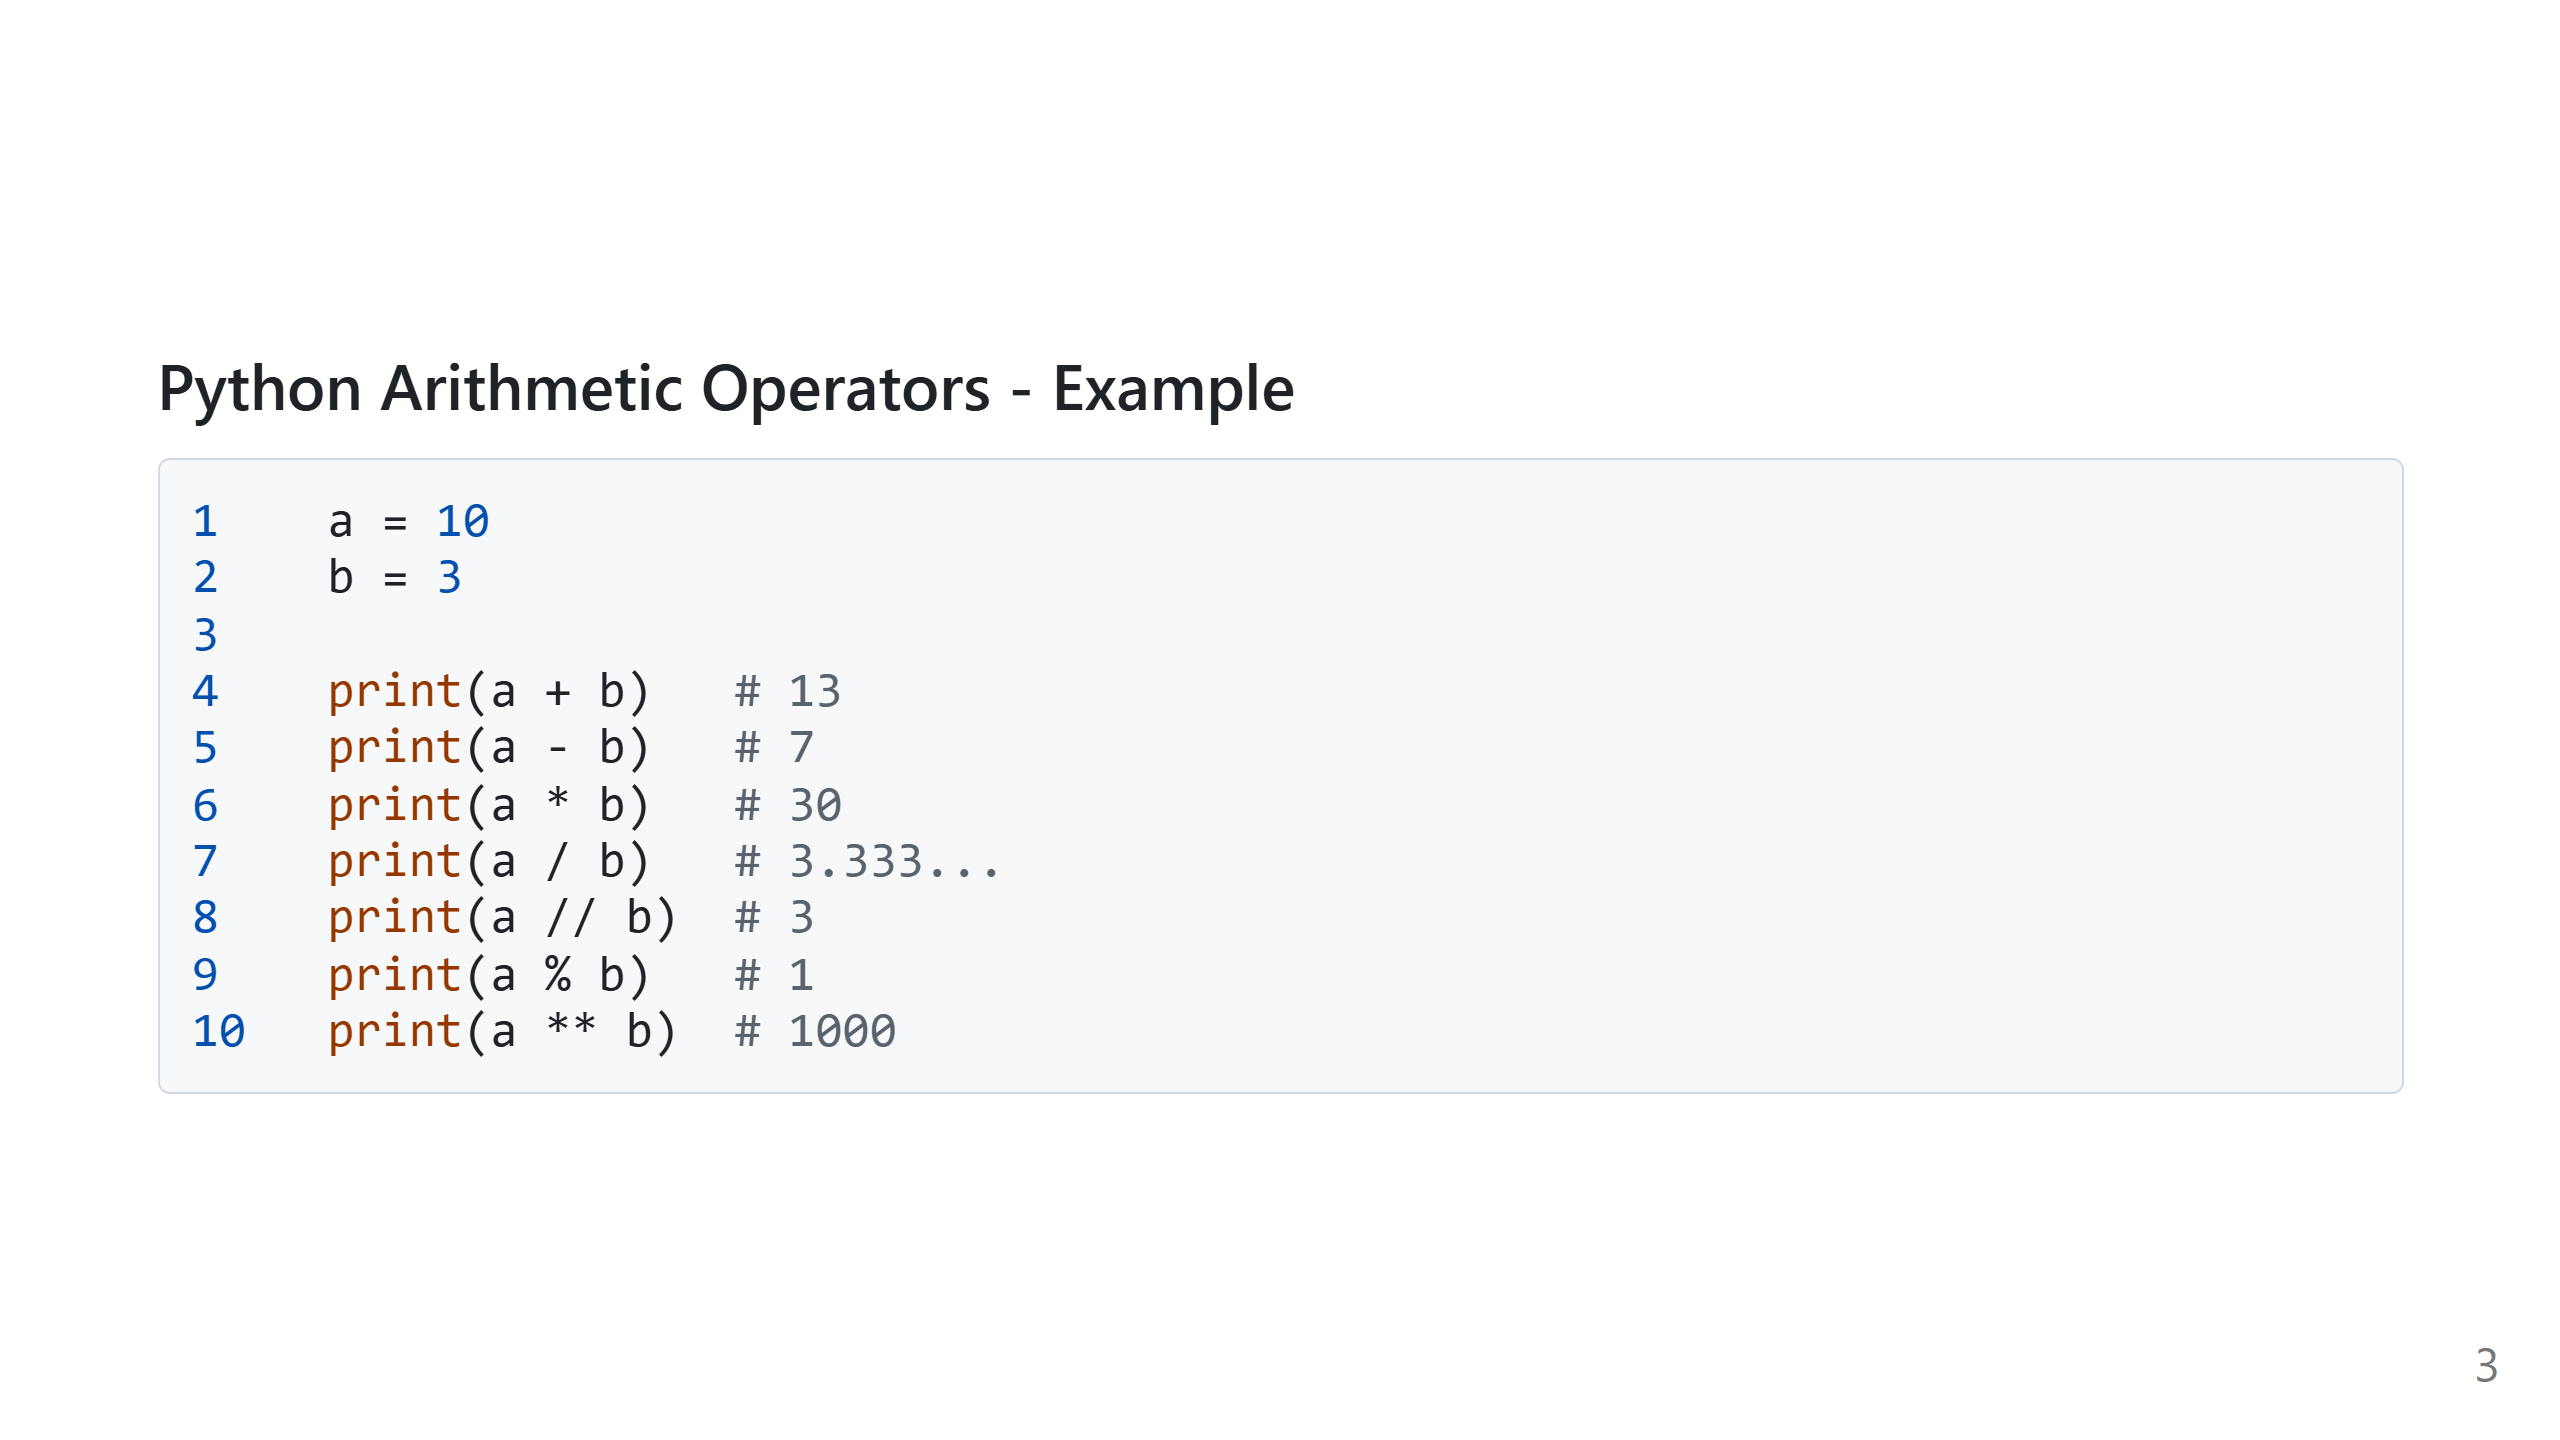 Python Arithmetic Operators - Example
1    a = 10
2    b = 3
3
4    print(a + b)   # 13
5    print(a - b)   # 7
6    print(a * b)   # 30
7    print(a / b)   # 3.333...
8    print(a // b)  # 3
9    print(a % b)   # 1
10   print(a ** b)  # 1000
3